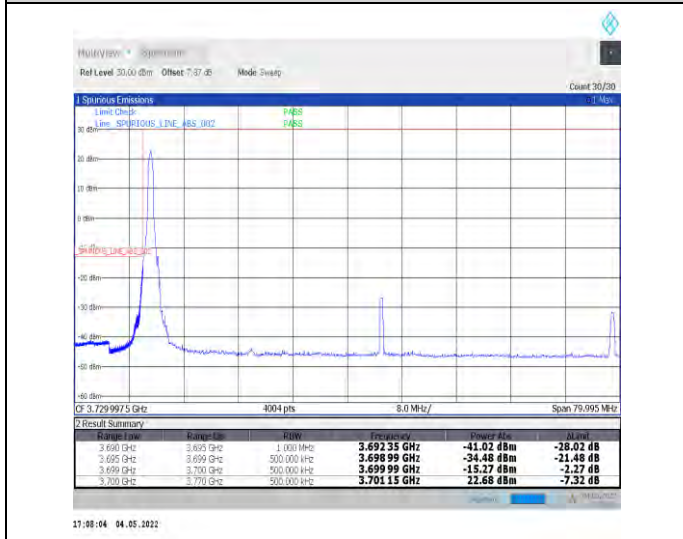 MultiView
Spectrum
Ref Level 30.00 dBm Offset 7.87 dB Mode Sweep
Count 30/30
1 Spurious Emissions
Limit Check PASS
Line _SPURIOUS_LINE_ABS_002 PASS
30 dBm
20 dBm
10 dBm
0 dBm
-20 dBm
-30 dBm
-40 dBm
-50 dBm
-60 dBm
CF 3.7299975 GHz 4004 pts 8.0 MHz/ Span 79.995 MHz
2 Result Summary
Range Low Range Up RBW Frequency Power Abs ΔLimit
3.690 GHz 3.695 GHz 1.000 MHz 3.692 35 GHz -41.02 dBm -28.02 dB
3.695 GHz 3.699 GHz 500.000 kHz 3.698 99 GHz -34.48 dBm -21.48 dB
3.699 GHz 3.700 GHz 500.000 kHz 3.699 99 GHz -15.27 dBm -2.27 dB
3.700 GHz 3.770 GHz 500.000 kHz 3.701 15 GHz 22.68 dBm -7.32 dB
17:08:04 04.05.2022